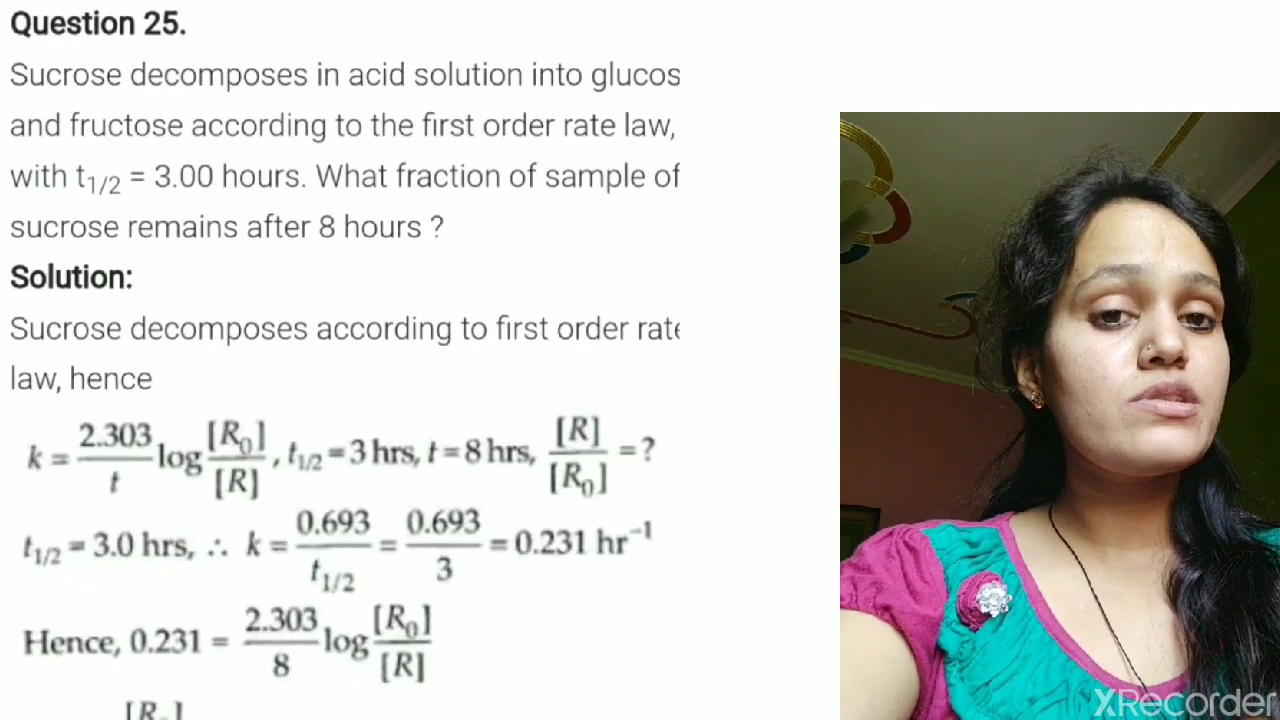 Question 25.
Sucrose decomposes in acid solution into glucos
and fructose according to the first order rate law,
with t1/2 = 3.00 hours. What fraction of sample of
sucrose remains after 8 hours ?
Solution:
Sucrose decomposes according to first order rate
law, hence
k = 2.303/t log [R0]/[R], t1/2 = 3 hrs, t = 8 hrs, [R]/[R0] = ?
t1/2 = 3.0 hrs, ∴ k = 0.693/t1/2 = 0.693/3 = 0.231 hr⁻¹
Hence, 0.231 = 2.303/8 log [R0]/[R]
XRecorder